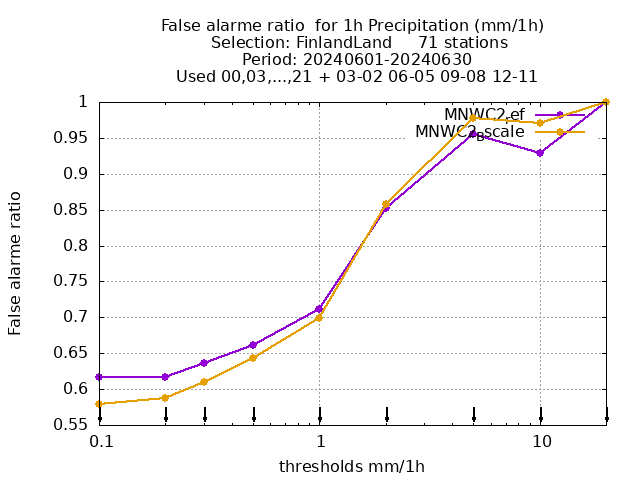 False alarme ratio  for 1h Precipitation (mm/1h)
Selection: FinlandLand     71 stations
Period: 20240601-20240630
Used 00,03,...,21 + 03-02 06-05 09-08 12-11
MNWC2ref
MNWC2Bscale
1
0.95
0.9
0.85
0.8
0.75
0.7
0.65
0.6
0.55
False alarme ratio
0.1
1
10
thresholds mm/1h